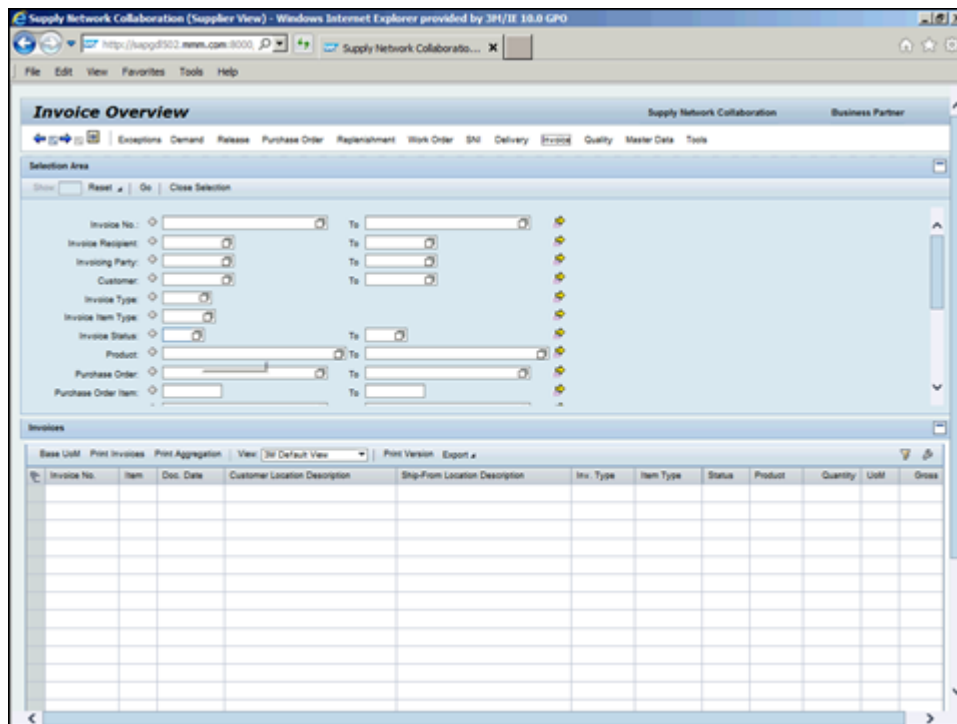 Supply Network Collaboration (Supplier View) - Windows Internet Explorer provided by 3M/IE 10.0 GPO
Supply Network Collaboratio...
File Edit View Favorites Tools Help
Invoice Overview Supply Network Collaboration Business Partner
Exceptions Demand Release Purchase Order Replenishment Work Order SNI Delivery Invoice Quality Master Data Tools
Selection Area
Show: Reset Go Close Selection
Invoice No.: To
Invoice Recipient: To
Invoicing Party: To
Customer: To
Invoice Type:
Invoice Item Type:
Invoice Status: To
Product: To
Purchase Order: To
Purchase Order Item: To
Invoices
Base UoM Print Invoices Print Aggregation View: 3W Default View Print Version Export
Invoice No. Item Doc. Date Customer Location Description Ship-From Location Description Inv. Type Item Type Status Product Quantity UoM Gross